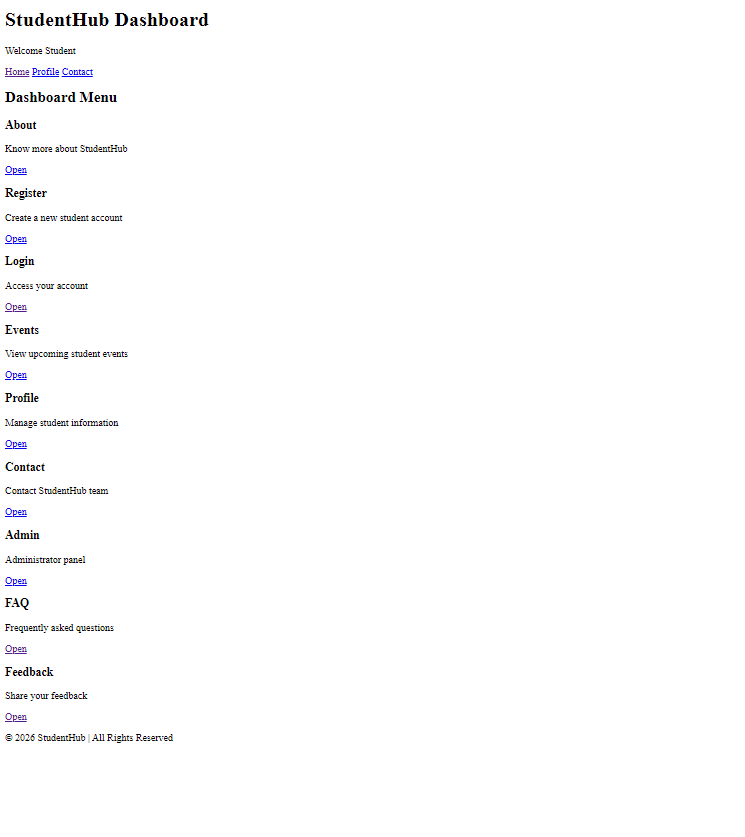 StudentHub Dashboard
Welcome Student
Home Profile Contact
Dashboard Menu
About
Know more about StudentHub
Open
Register
Create a new student account
Open
Login
Access your account
Open
Events
View upcoming student events
Open
Profile
Manage student information
Open
Contact
Contact StudentHub team
Open
Admin
Administrator panel
Open
FAQ
Frequently asked questions
Open
Feedback
Share your feedback
Open
© 2026 StudentHub | All Rights Reserved